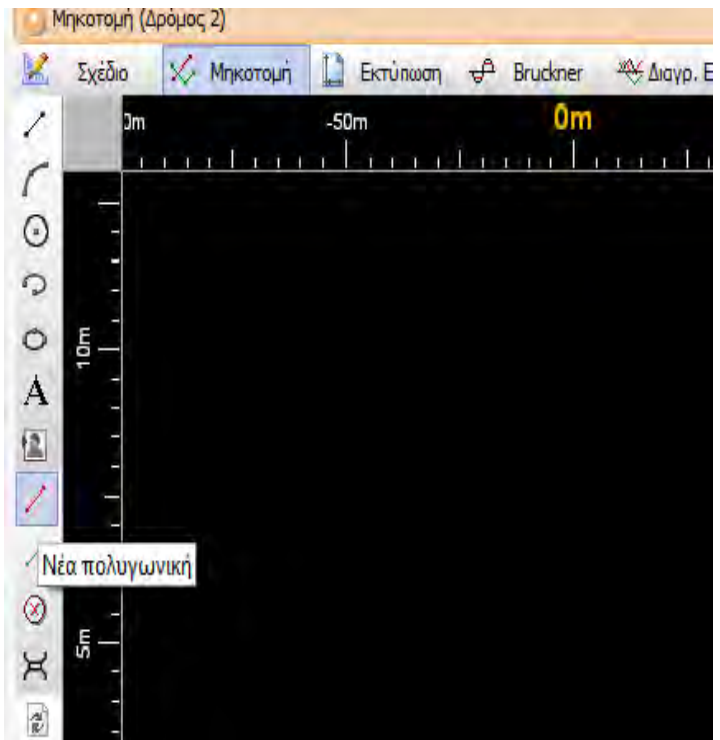 Μηκοτομή (Δρόμος 2)
Σχέδιο Μηκοτομή Εκτύπωση Bruckner Διαγρ. Ε
0m -50m 0m
10m
A
Νέα πολυγωνική
5m